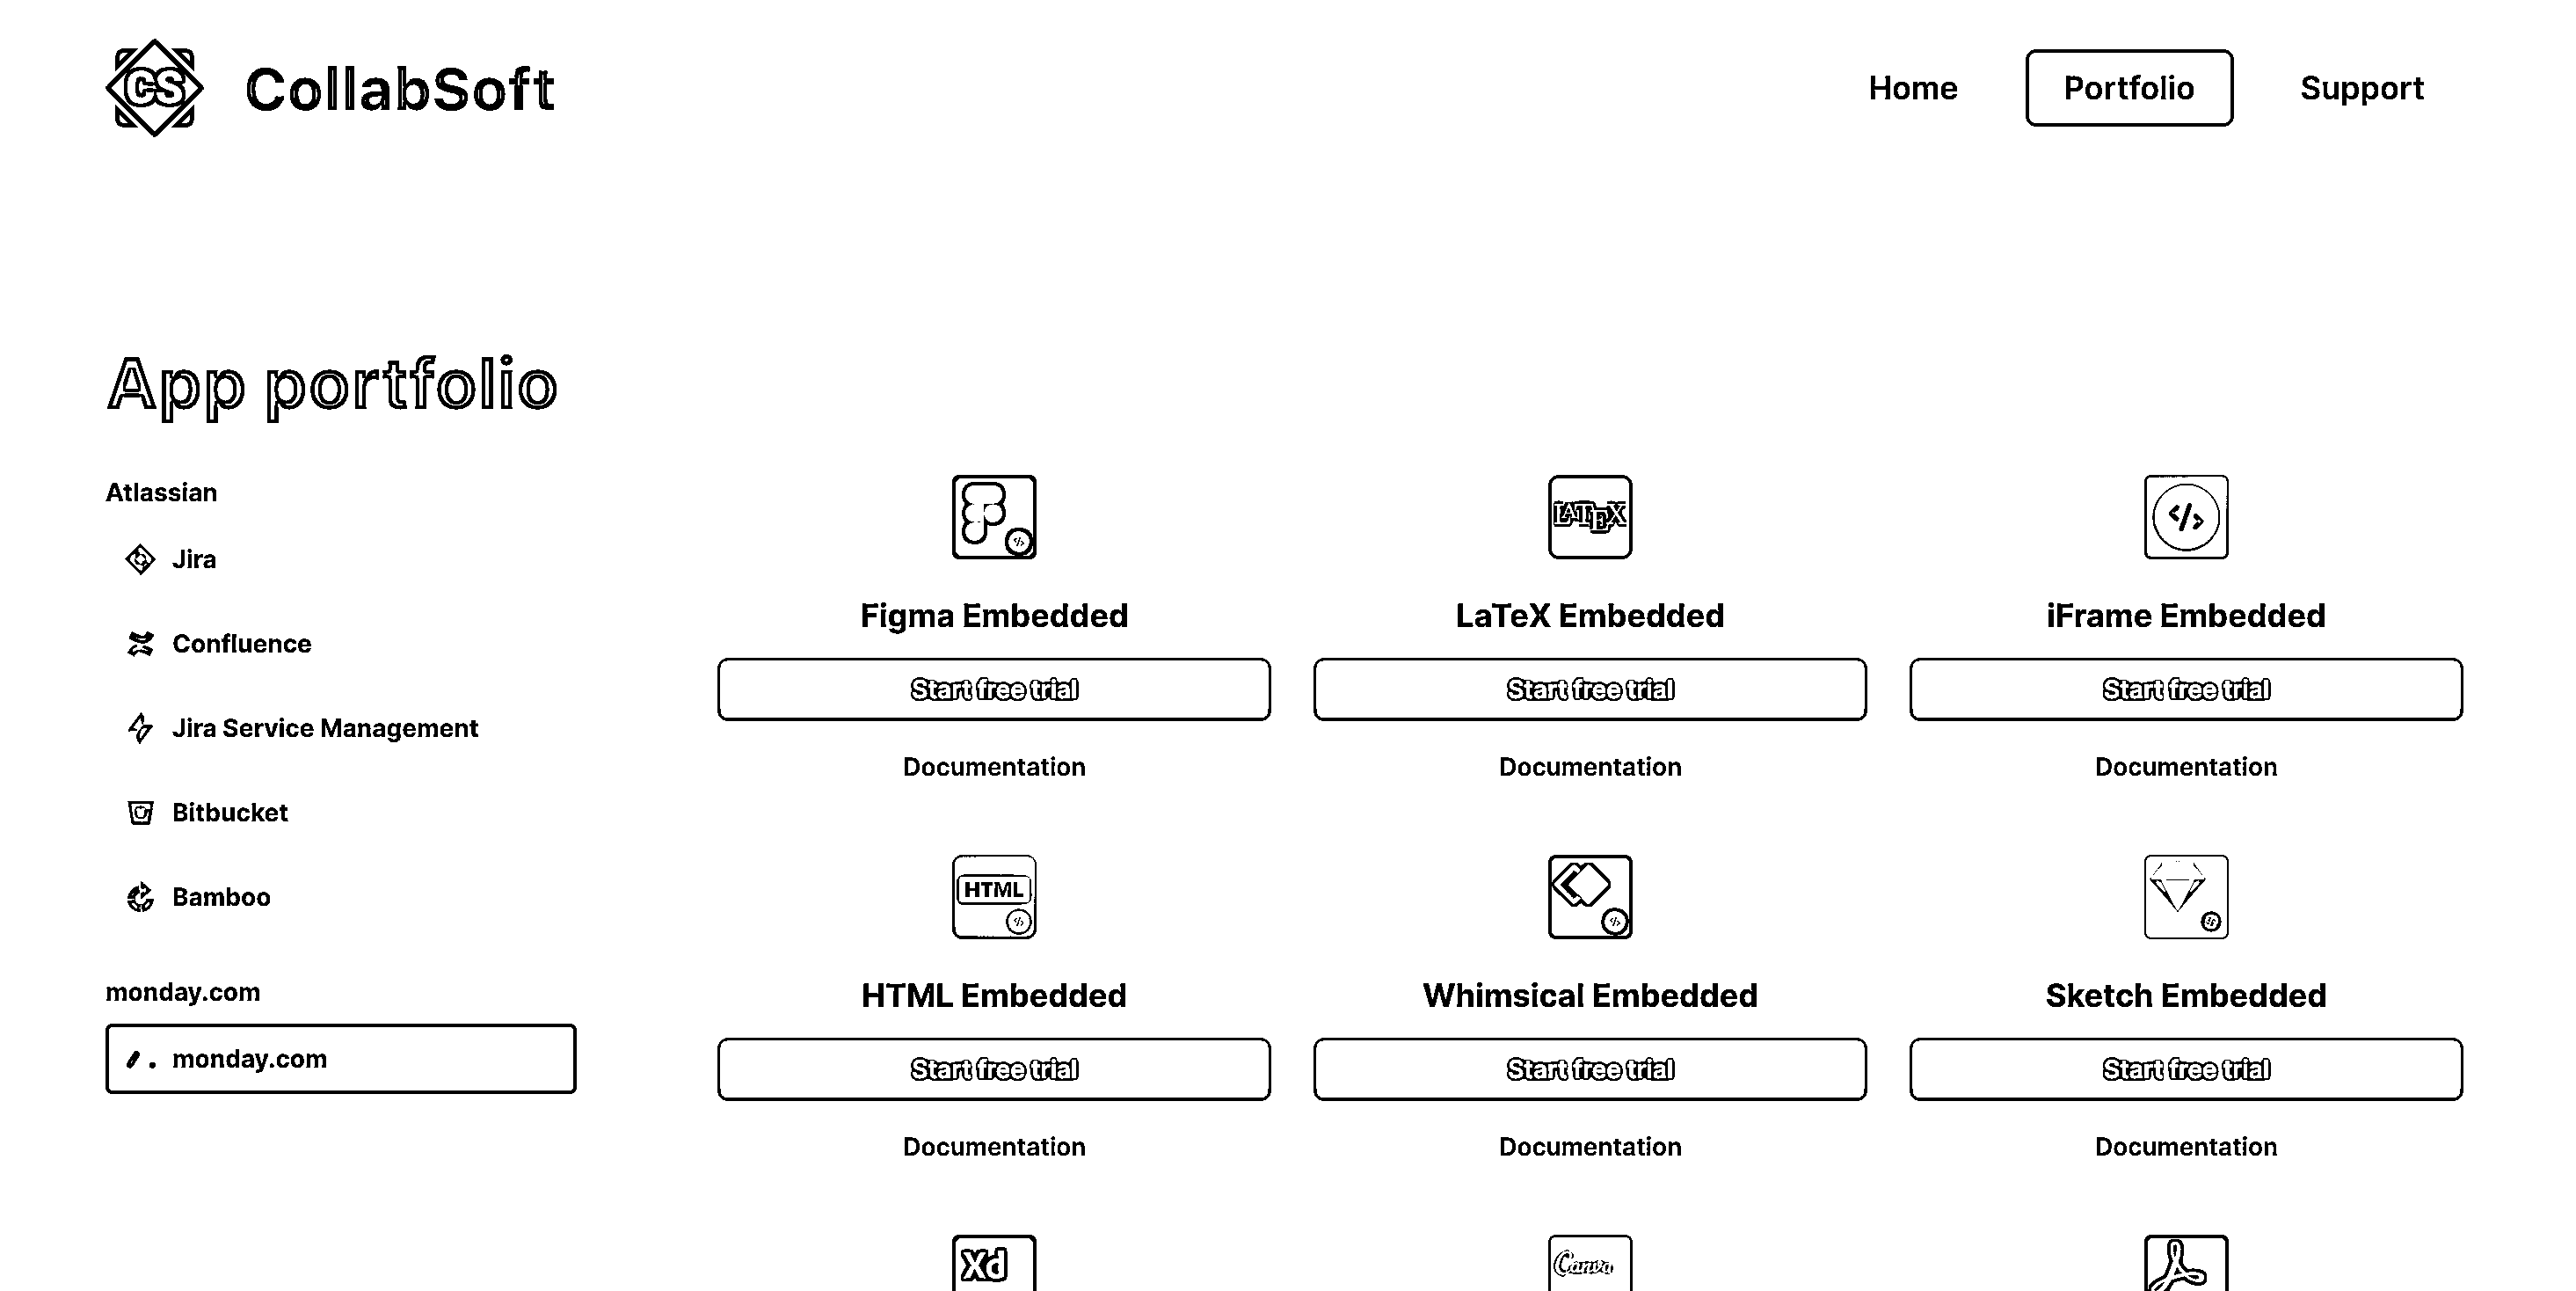 CS CollabSoft
Home Portfolio Support
App portfolio
Atlassian
Jira
Confluence
Jira Service Management
Bitbucket
Bamboo
monday.com
monday.com
LATEX
</>
Figma Embedded LaTeX Embedded iFrame Embedded
Start free trial Start free trial Start free trial
Documentation Documentation Documentation
HTML
HTML Embedded Whimsical Embedded Sketch Embedded
Start free trial Start free trial Start free trial
Documentation Documentation Documentation
Xd Canva